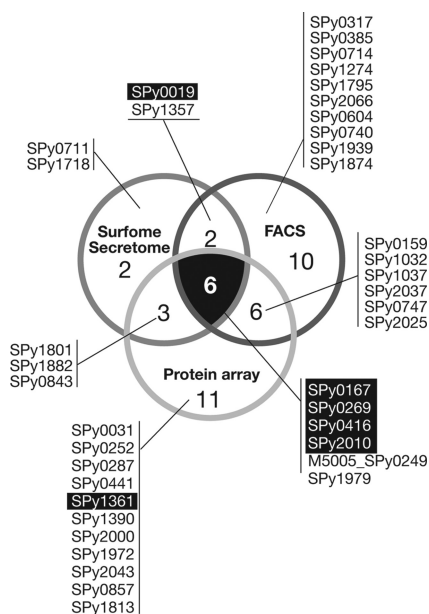 SPy0317
SPy0385
SPy0714
SPy1274
SPy1795
SPy2066
SPy0604
SPy0740
SPy1939
SPy1874
SPy0019
SPy1357
SPy0711
SPy1718
Surfome
Secretome
2
2
FACS
10
6
3
6
Protein array
11
SPy0159
SPy1032
SPy1037
SPy2037
SPy0747
SPy2025
SPy1801
SPy1882
SPy0843
SPy0167
SPy0269
SPy0416
SPy2010
M5005_SPy0249
SPy1979
SPy0031
SPy0252
SPy0287
SPy0441
SPy1361
SPy1390
SPy2000
SPy1972
SPy2043
SPy0857
SPy1813